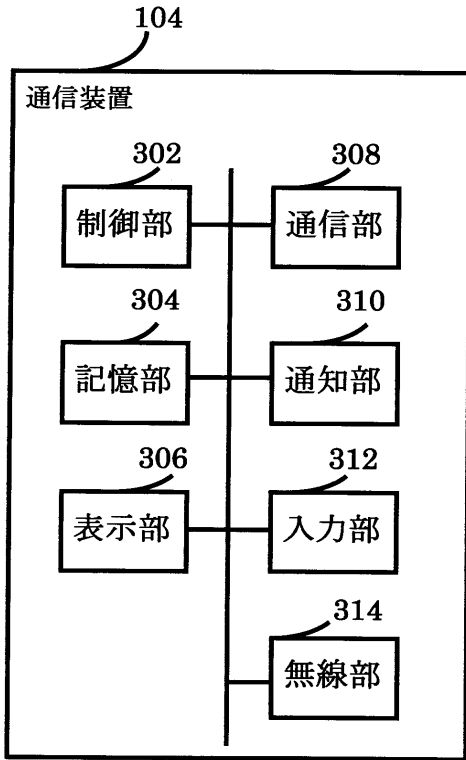 104
通信装置
302
308
制御部
通信部
304
310
記憶部
通知部
306
312
表示部
入力部
314
無線部